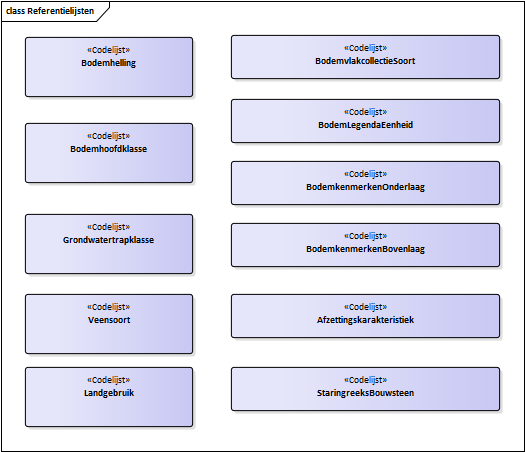 class Referentielijsten
«Codelijst»
Bodemhelling
«Codelijst»
Bodemhoofdklasse
«Codelijst»
Grondwatertrapklasse
«Codelijst»
Veensoort
«Codelijst»
Landgebruik
«Codelijst»
BodemvlakcollectieSoort
«Codelijst»
BodemLegendaEenheid
«Codelijst»
BodemkenmerkenOnderlaag
«Codelijst»
BodemkenmerkenBovenlaag
«Codelijst»
Afzettingskarakteristiek
«Codelijst»
StaringreeksBouwsteen